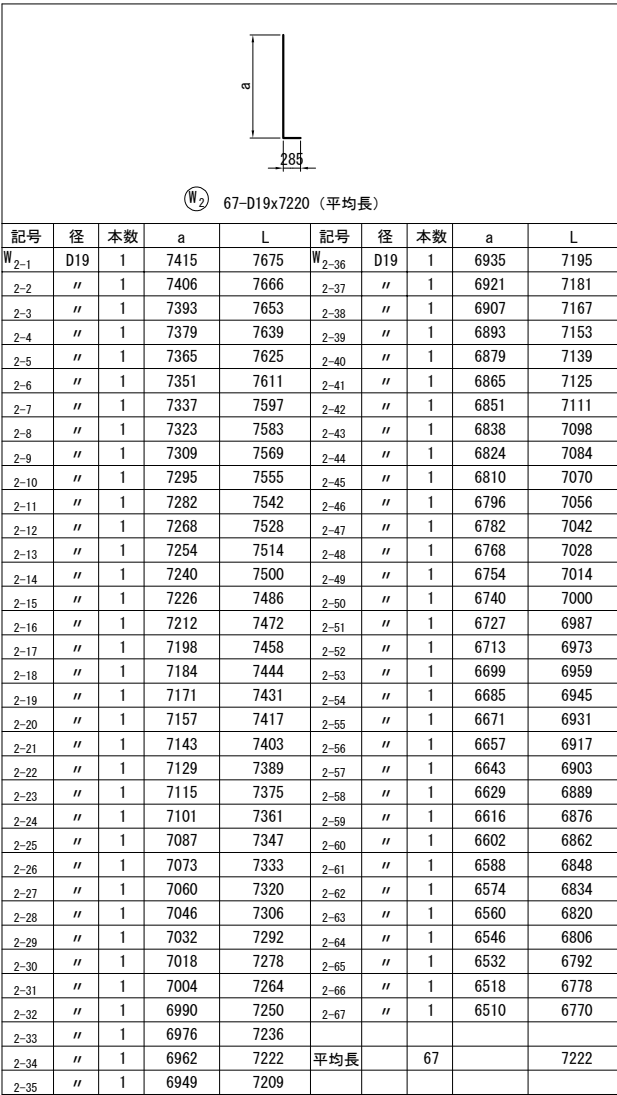 a
285
W2 67-D19x7220 (平均長)
記号 径 本数 a L 記号 径 本数 a L
W2-1 D19 1 7415 7675 W2-36 D19 1 6935 7195
2-2 〃 1 7406 7666 2-37 〃 1 6921 7181
2-3 〃 1 7393 7653 2-38 〃 1 6907 7167
2-4 〃 1 7379 7639 2-39 〃 1 6893 7153
2-5 〃 1 7365 7625 2-40 〃 1 6879 7139
2-6 〃 1 7351 7611 2-41 〃 1 6865 7125
2-7 〃 1 7337 7597 2-42 〃 1 6851 7111
2-8 〃 1 7323 7583 2-43 〃 1 6838 7098
2-9 〃 1 7309 7569 2-44 〃 1 6824 7084
2-10 〃 1 7295 7555 2-45 〃 1 6810 7070
2-11 〃 1 7282 7542 2-46 〃 1 6796 7056
2-12 〃 1 7268 7528 2-47 〃 1 6782 7042
2-13 〃 1 7254 7514 2-48 〃 1 6768 7028
2-14 〃 1 7240 7500 2-49 〃 1 6754 7014
2-15 〃 1 7226 7486 2-50 〃 1 6740 7000
2-16 〃 1 7212 7472 2-51 〃 1 6727 6987
2-17 〃 1 7198 7458 2-52 〃 1 6713 6973
2-18 〃 1 7184 7444 2-53 〃 1 6699 6959
2-19 〃 1 7171 7431 2-54 〃 1 6685 6945
2-20 〃 1 7157 7417 2-55 〃 1 6671 6931
2-21 〃 1 7143 7403 2-56 〃 1 6657 6917
2-22 〃 1 7129 7389 2-57 〃 1 6643 6903
2-23 〃 1 7115 7375 2-58 〃 1 6629 6889
2-24 〃 1 7101 7361 2-59 〃 1 6616 6876
2-25 〃 1 7087 7347 2-60 〃 1 6602 6862
2-26 〃 1 7073 7333 2-61 〃 1 6588 6848
2-27 〃 1 7060 7320 2-62 〃 1 6574 6834
2-28 〃 1 7046 7306 2-63 〃 1 6560 6820
2-29 〃 1 7032 7292 2-64 〃 1 6546 6806
2-30 〃 1 7018 7278 2-65 〃 1 6532 6792
2-31 〃 1 7004 7264 2-66 〃 1 6518 6778
2-32 〃 1 6990 7250 2-67 〃 1 6510 6770
2-33 〃 1 6976 7236
2-34 〃 1 6962 7222 平均長 67 7222
2-35 〃 1 6949 7209